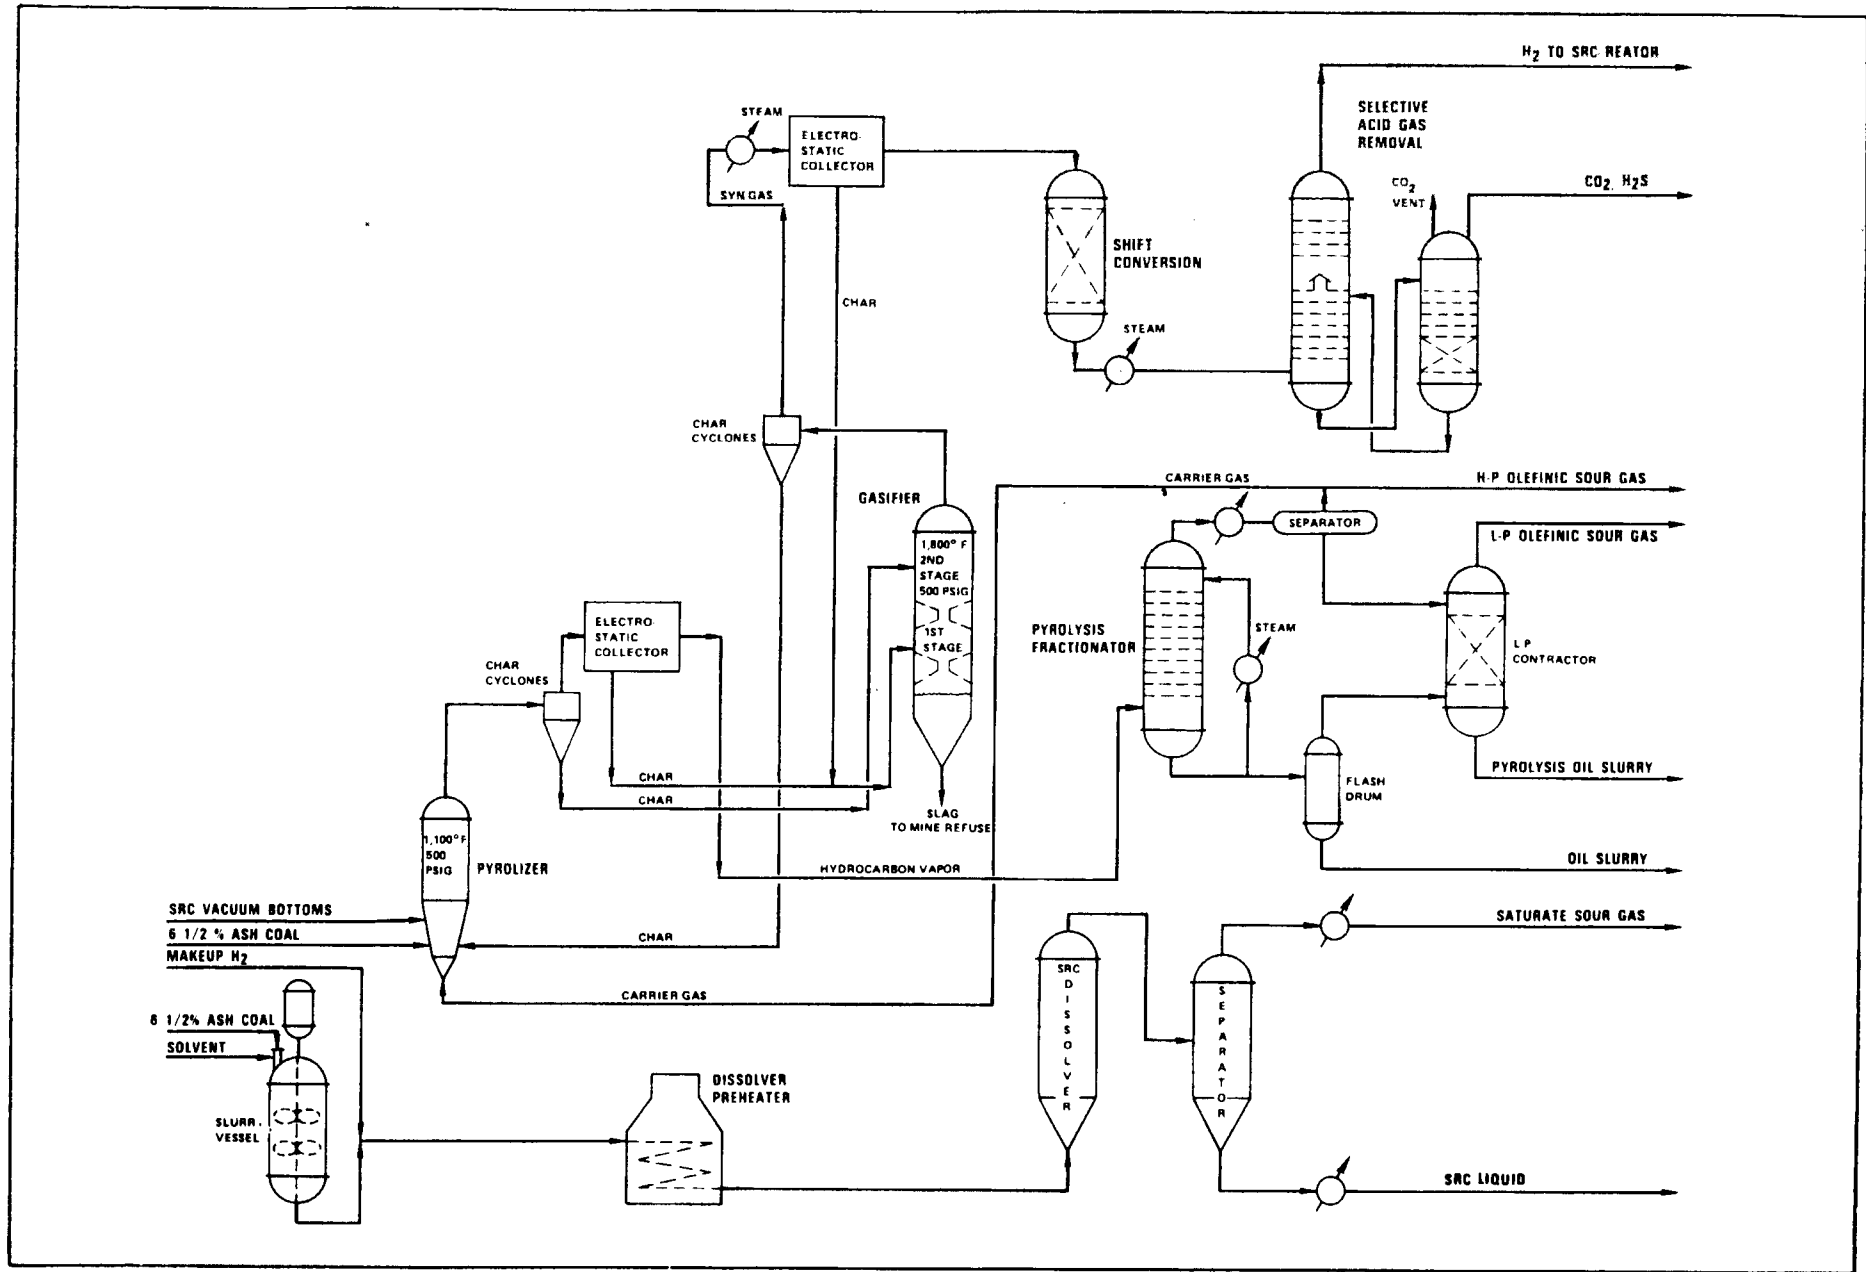 H2 TO SRC REATOR
SELECTIVE
ACID GAS
REMOVAL
STEAM
ELECTRO-
STATIC
COLLECTOR
SYN GAS
CO2
VENT
CO2, H2S
SHIFT
CONVERSION
CHAR
STEAM
CHAR
CYCLONES
GASIFIER
CARRIER GAS
H-P OLEFINIC SOUR GAS
SEPARATOR
L-P OLEFINIC SOUR GAS
1,800° F
2ND
STAGE
500 PSIG
1ST
STAGE
ELECTRO-
STATIC
COLLECTOR
PYROLYSIS
FRACTIONATOR
STEAM
L P
CONTRACTOR
CHAR
CYCLONES
CHAR
CHAR
SLAG
TO MINE REFUSE
PYROLYSIS OIL SLURRY
FLASH
DRUM
1,100° F
500
PSIG
PYROLIZER
HYDROCARBON VAPOR
OIL SLURRY
SRC VACUUM BOTTOMS
6 1/2 % ASH COAL
MAKEUP H2
CHAR
CARRIER GAS
SATURATE SOUR GAS
SRC
DISSOLVER
SEPARATOR
6 1/2% ASH COAL
SOLVENT
SLURR
VESSEL
DISSOLVER
PREHEATER
SRC LIQUID